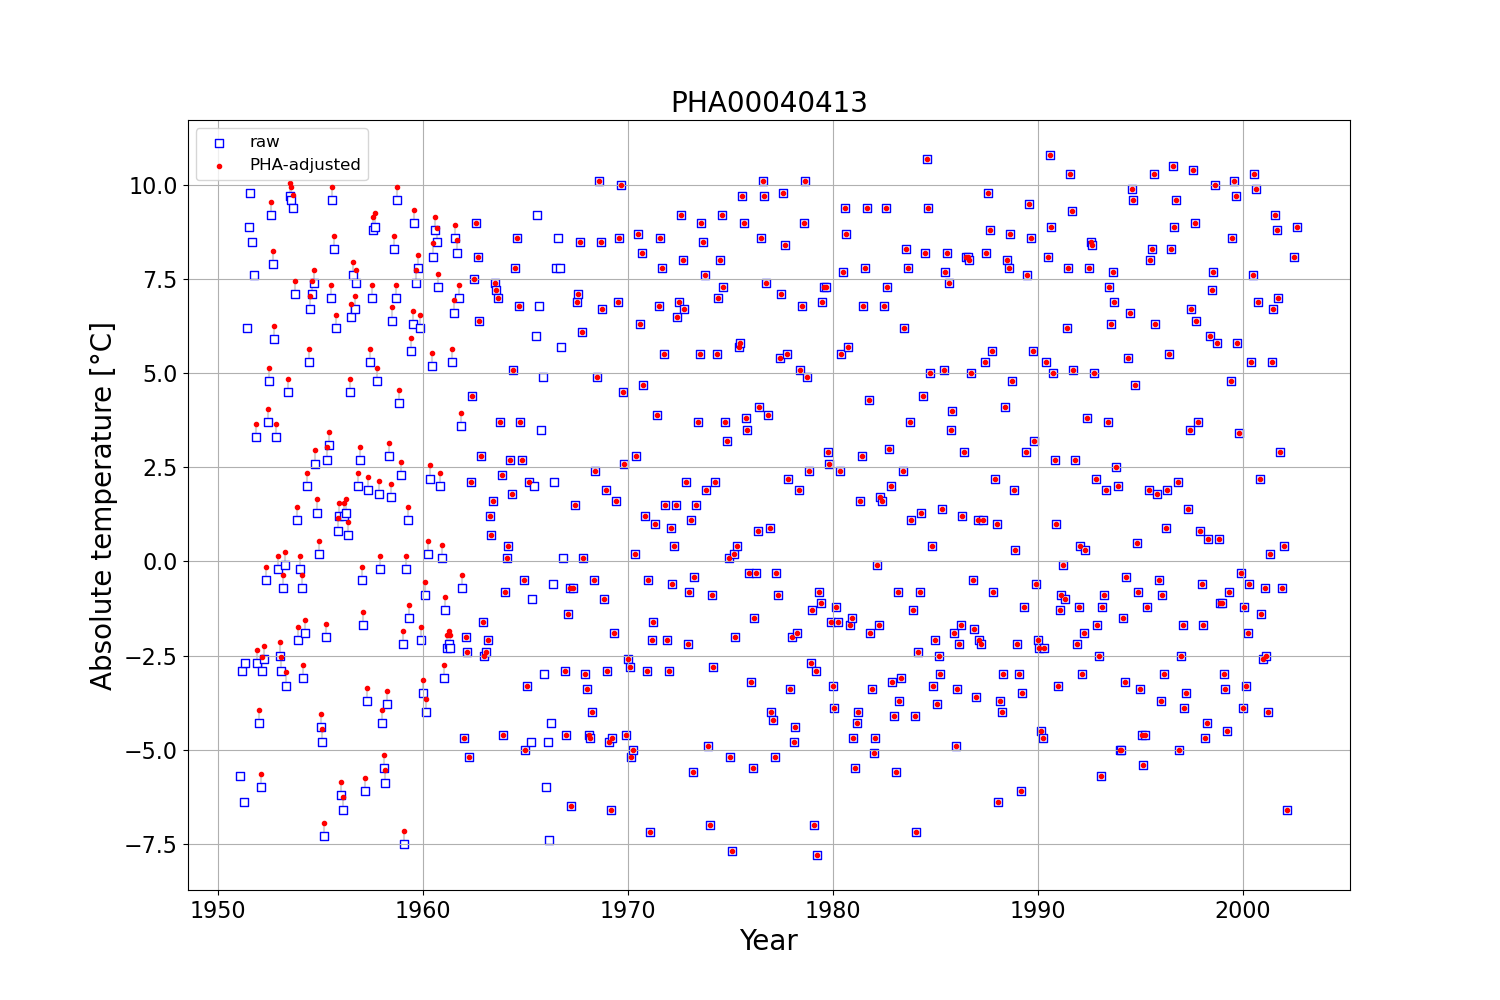 PHA00040413
raw
PHA-adjusted
10.0
7.5
5.0
2.5
0.0
−2.5
−5.0
−7.5
Absolute temperature [°C]
1950 1960 1970 1980 1990 2000
Year